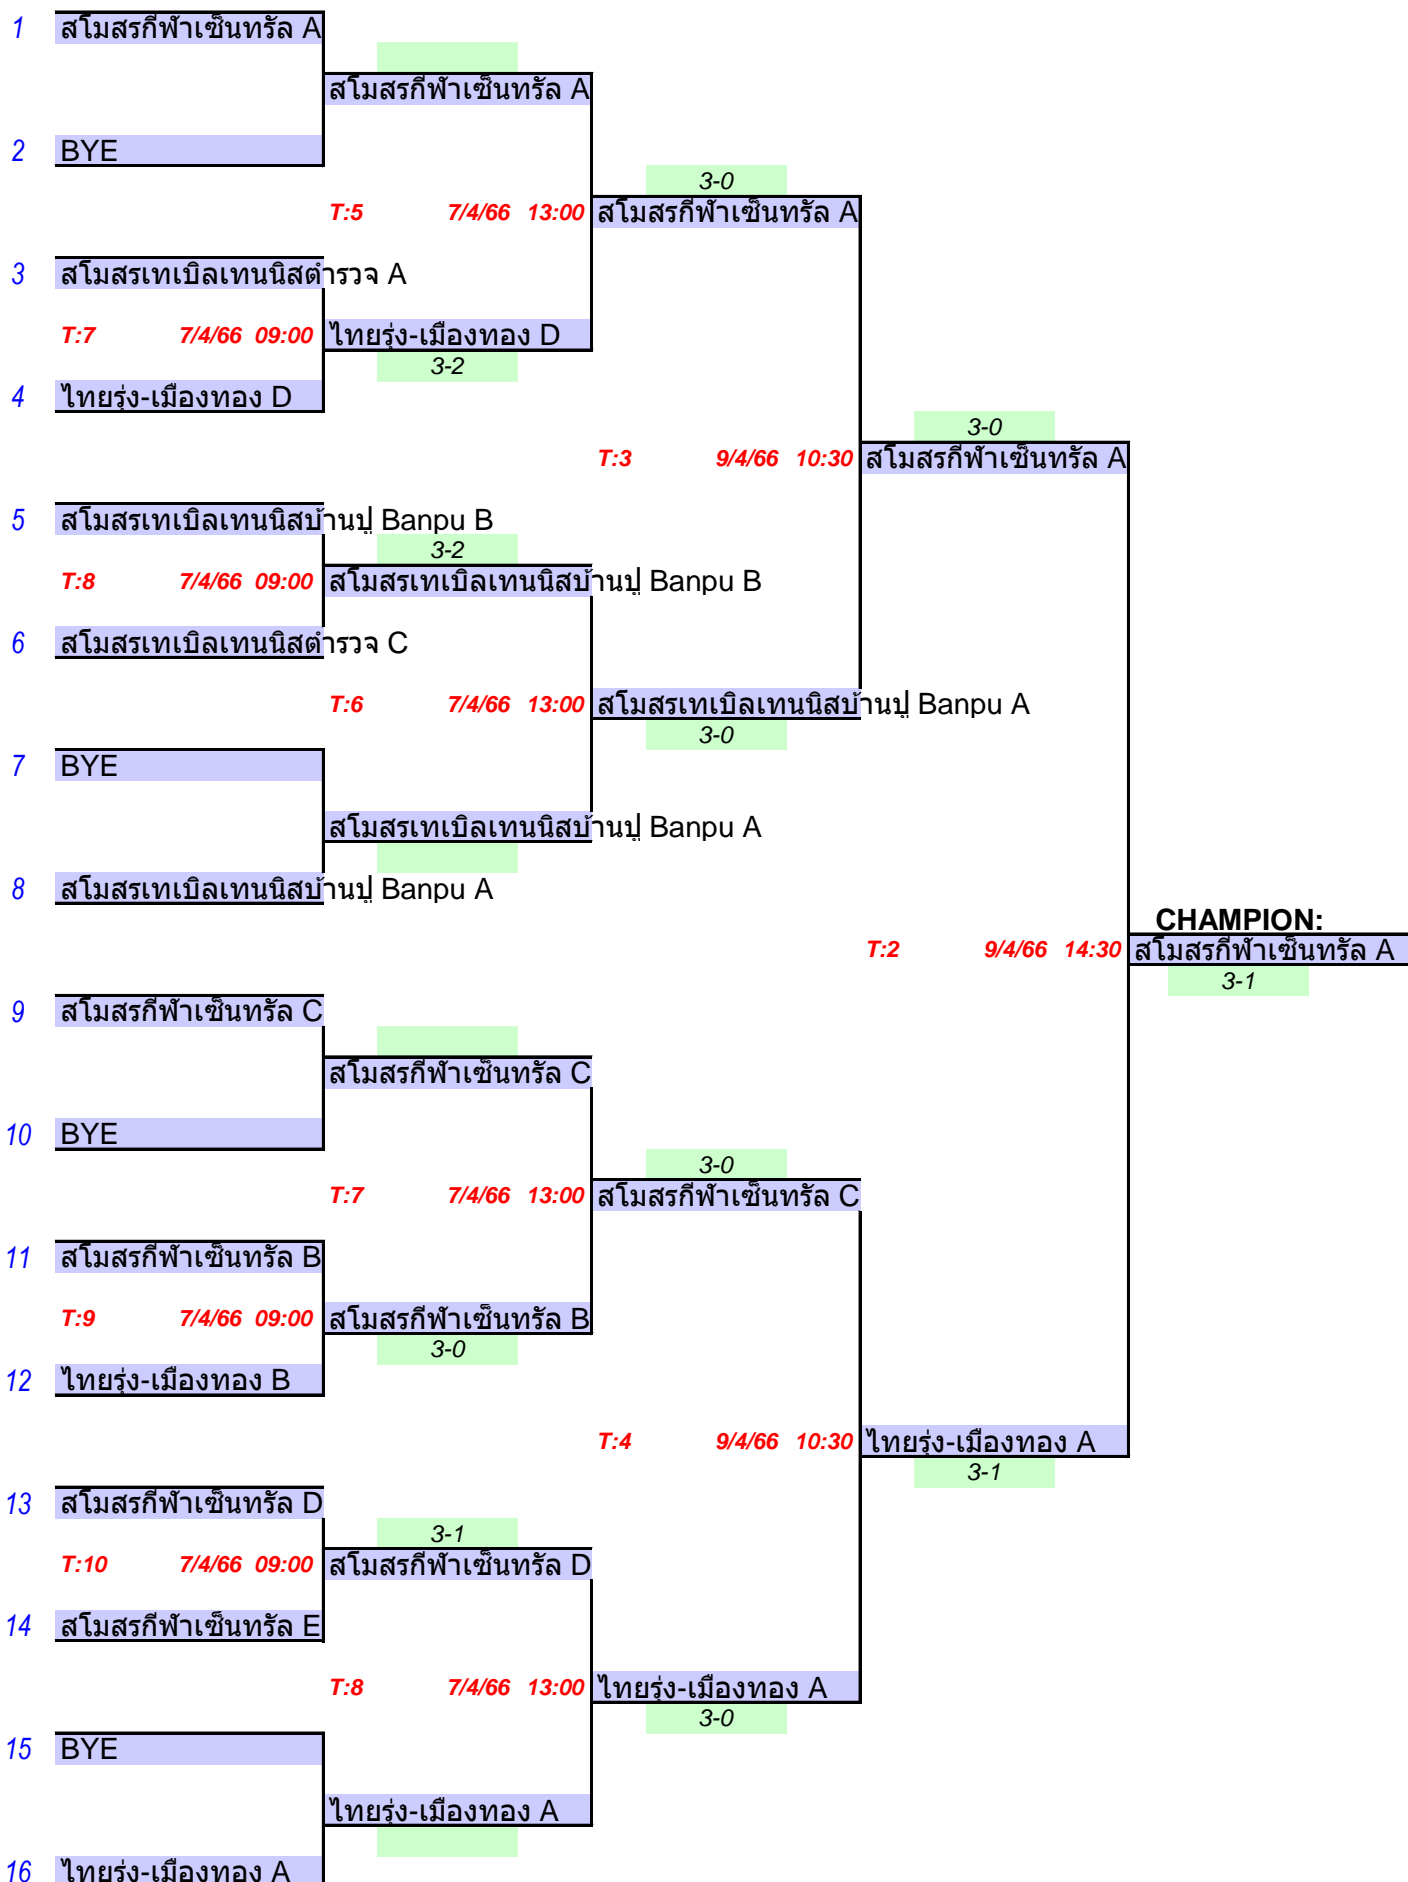 1 สโมสรกีฬาเซ็นทรัล A
สโมสรกีฬาเซ็นทรัล A
2 BYE
3-0
T:5 7/4/66 13:00 สโมสรกีฬาเซ็นทรัล A
3 สโมสรเทเบิลเทนนิสตำรวจ A
T:7 7/4/66 09:00 ไทยรุ่ง-เมืองทอง D
3-2
4 ไทยรุ่ง-เมืองทอง D
3-0
T:3 9/4/66 10:30 สโมสรกีฬาเซ็นทรัล A
5 สโมสรเทเบิลเทนนิสบ้านปู Banpu B
3-2
T:8 7/4/66 09:00 สโมสรเทเบิลเทนนิสบ้านปู Banpu B
6 สโมสรเทเบิลเทนนิสตำรวจ C
T:6 7/4/66 13:00 สโมสรเทเบิลเทนนิสบ้านปู Banpu A
3-0
7 BYE
สโมสรเทเบิลเทนนิสบ้านปู Banpu A
8 สโมสรเทเบิลเทนนิสบ้านปู Banpu A
CHAMPION:
T:2 9/4/66 14:30 สโมสรกีฬาเซ็นทรัล A
3-1
9 สโมสรกีฬาเซ็นทรัล C
สโมสรกีฬาเซ็นทรัล C
10 BYE
3-0
T:7 7/4/66 13:00 สโมสรกีฬาเซ็นทรัล C
11 สโมสรกีฬาเซ็นทรัล B
T:9 7/4/66 09:00 สโมสรกีฬาเซ็นทรัล B
3-0
12 ไทยรุ่ง-เมืองทอง B
T:4 9/4/66 10:30 ไทยรุ่ง-เมืองทอง A
3-1
13 สโมสรกีฬาเซ็นทรัล D
3-1
T:10 7/4/66 09:00 สโมสรกีฬาเซ็นทรัล D
14 สโมสรกีฬาเซ็นทรัล E
T:8 7/4/66 13:00 ไทยรุ่ง-เมืองทอง A
3-0
15 BYE
ไทยรุ่ง-เมืองทอง A
16 ไทยรุ่ง-เมืองทอง A